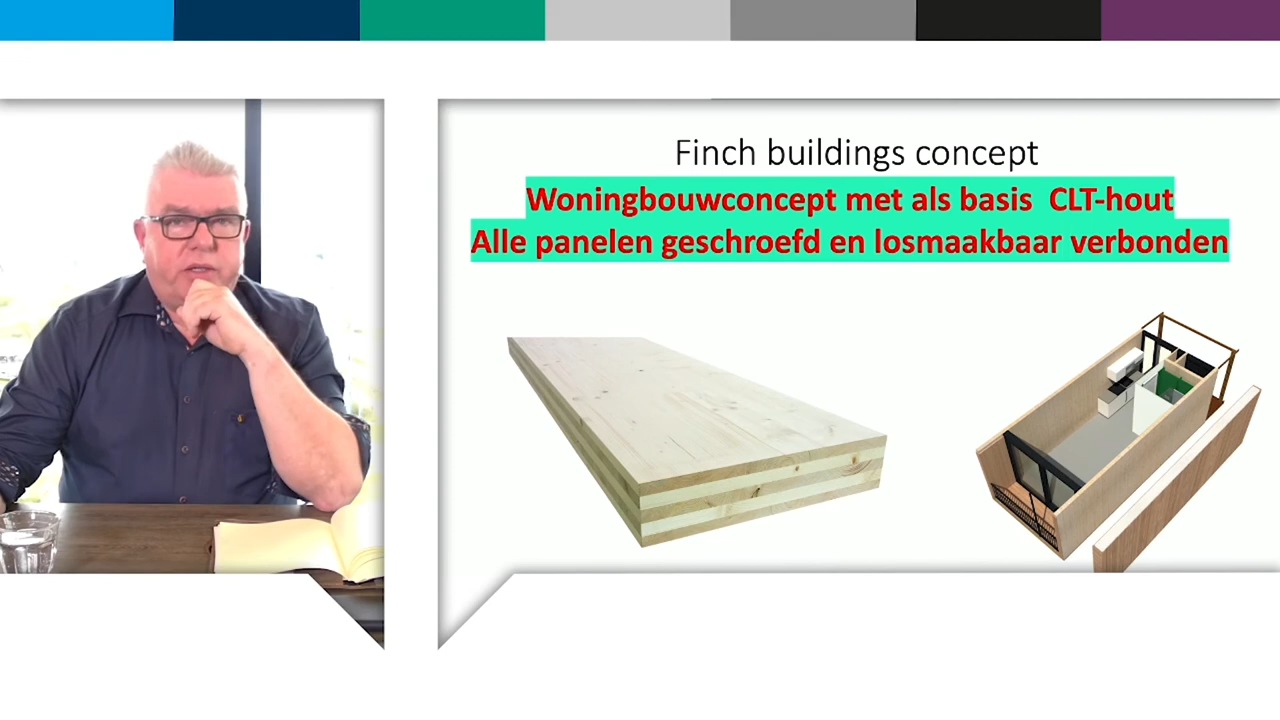 Finch buildings concept
Woningbouwconcept met als basis CLT-hout
Alle panelen geschroefd en losmaakbaar verbonden